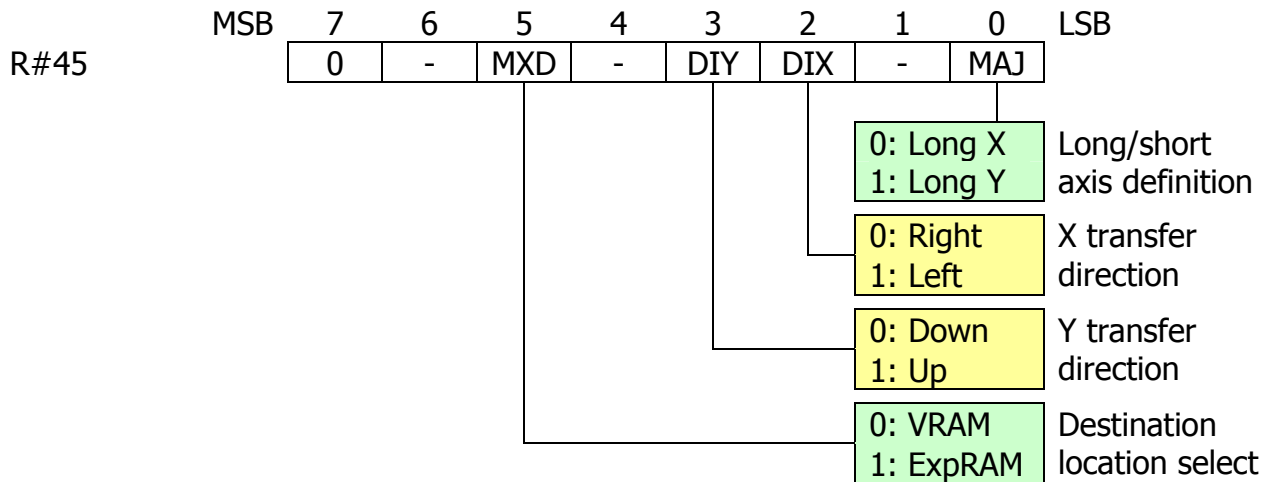 MSB 7 6 5 4 3 2 1 0 LSB
R#45 0 - MXD - DIY DIX - MAJ
0: Long X Long/short
1: Long Y axis definition
0: Right X transfer
1: Left direction
0: Down Y transfer
1: Up direction
0: VRAM Destination
1: ExpRAM location select